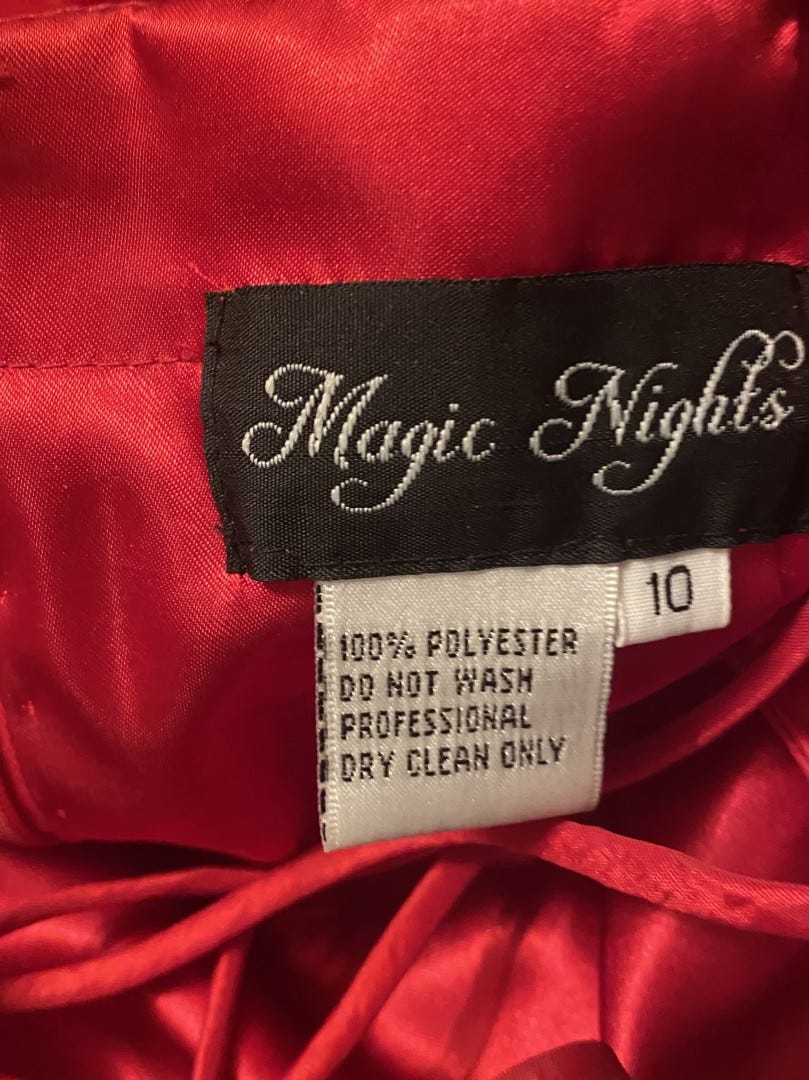 Magic Nights
10
100% POLYESTER
DO NOT WASH
PROFESSIONAL
DRY CLEAN ONLY